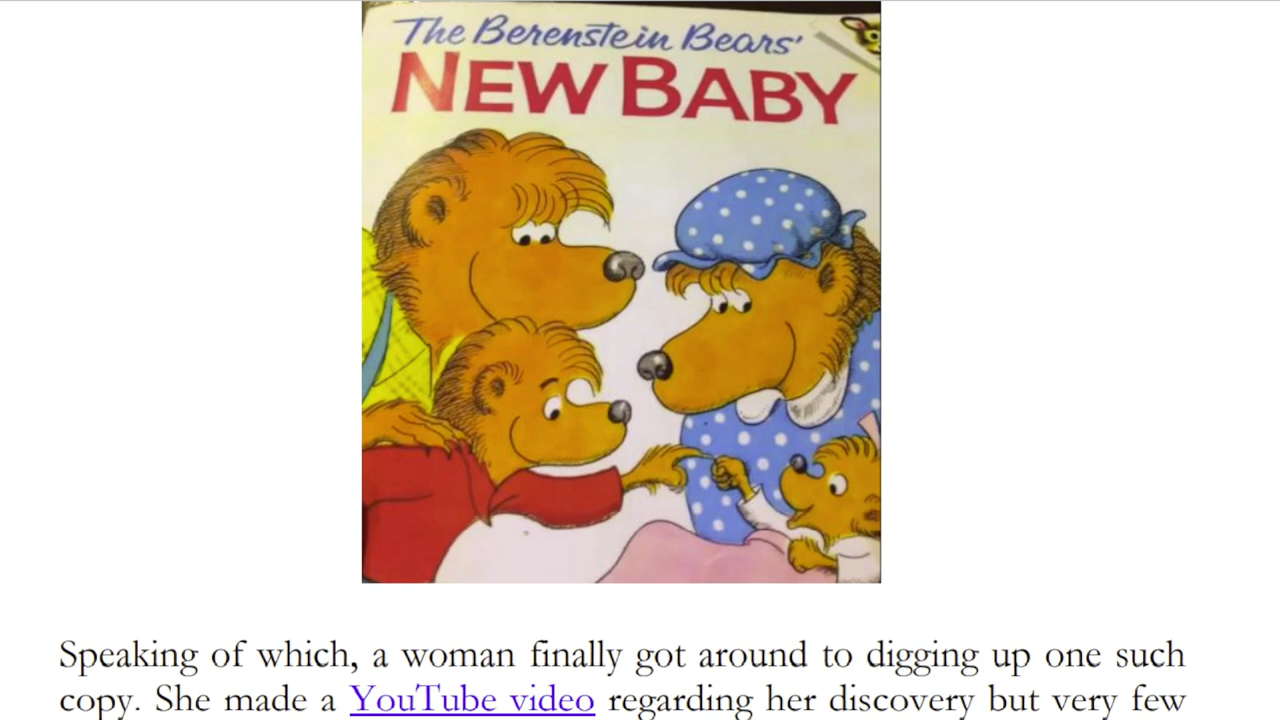 The Berenstein Bears'
NEW BABY
Speaking of which, a woman finally got around to digging up one such
copy. She made a YouTube video regarding her discovery but very few